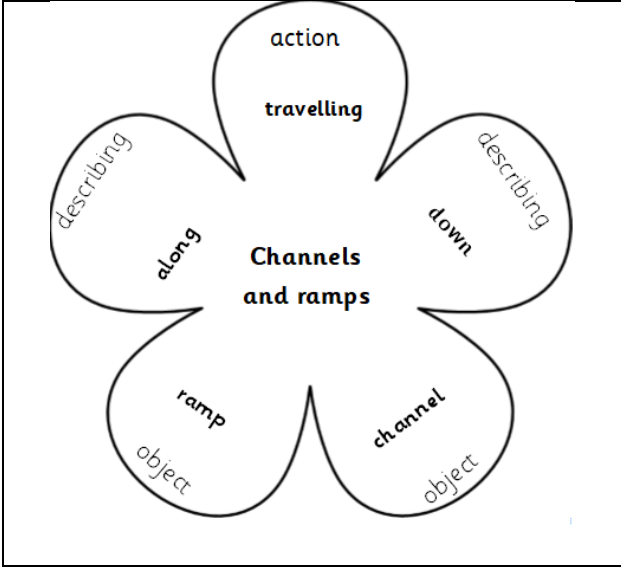 action
travelling
describing
along
describing
down
Channels
and ramps
ramp
object
channel
object